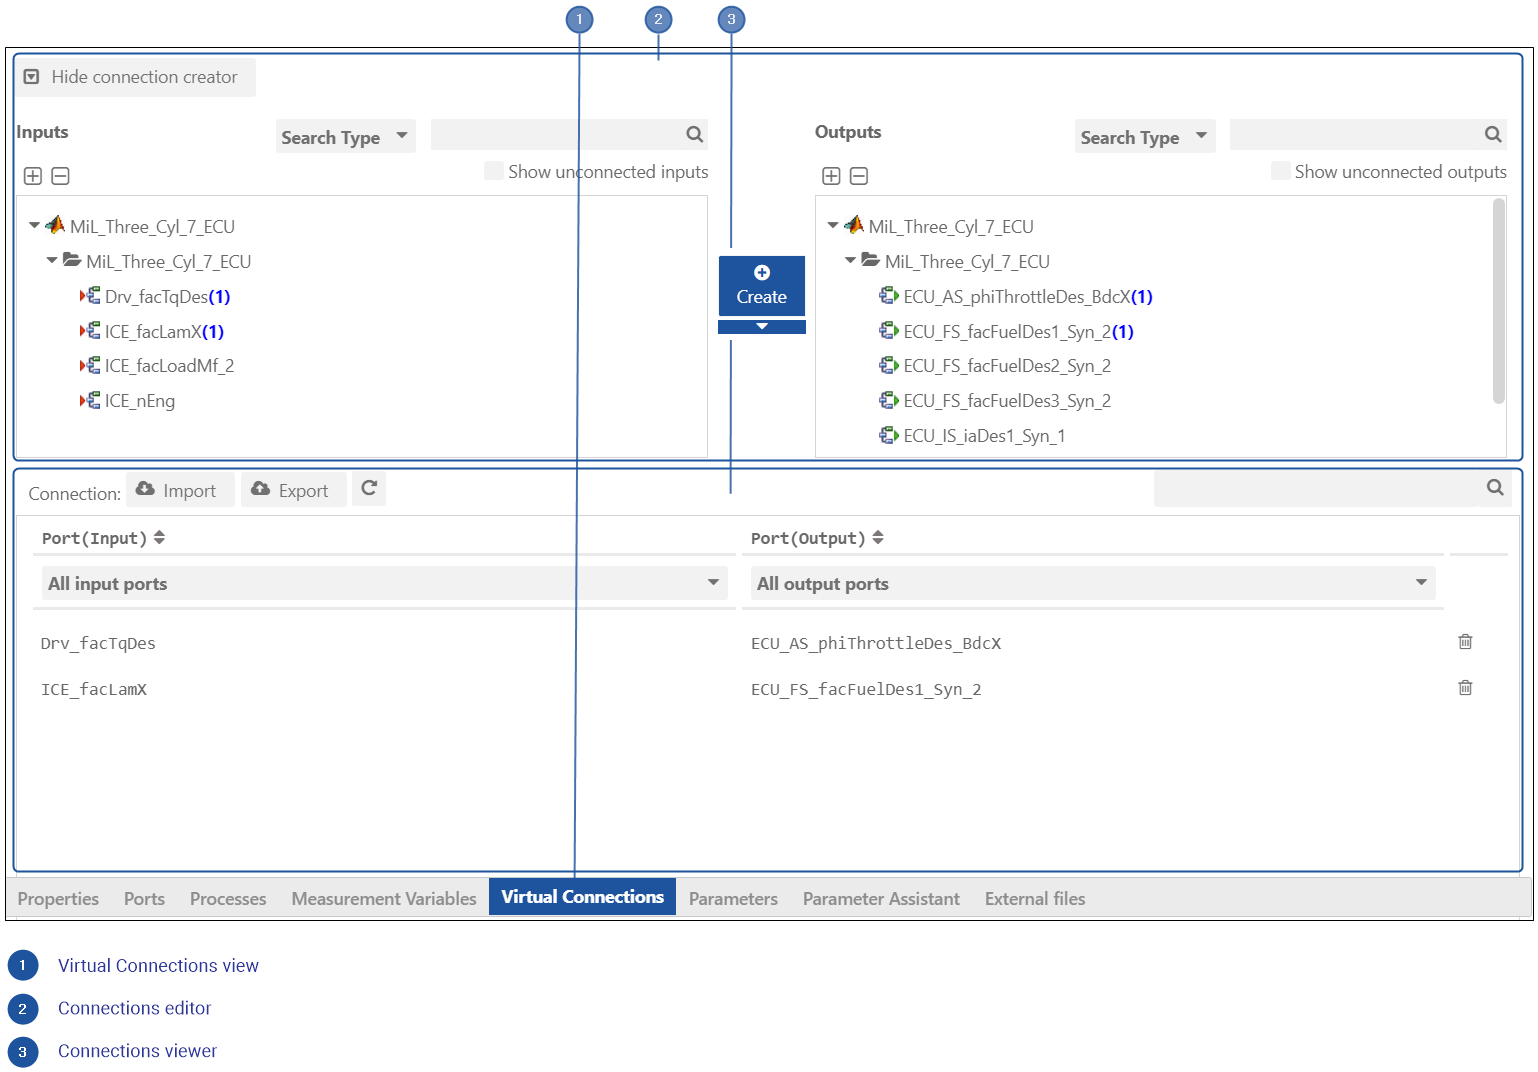 1 2 3
Hide connection creator
Inputs Search Type
Show unconnected inputs
MiL_Three_Cyl_7_ECU
MiL_Three_Cyl_7_ECU
Drv_facTqDes(1)
ICE_facLamX(1)
ICE_facLoadMf_2
ICE_nEng
Create
Outputs Search Type
Show unconnected outputs
MiL_Three_Cyl_7_ECU
MiL_Three_Cyl_7_ECU
ECU_AS_phiThrottleDes_BdcX(1)
ECU_FS_facFuelDes1_Syn_2(1)
ECU_FS_facFuelDes2_Syn_2
ECU_FS_facFuelDes3_Syn_2
ECU_IS_iaDes1_Syn_1
Connection: Import Export
Port(Input) Port(Output)
All input ports All output ports
Drv_facTqDes ECU_AS_phiThrottleDes_BdcX
ICE_facLamX ECU_FS_facFuelDes1_Syn_2
Properties Ports Processes Measurement Variables Virtual Connections Parameters Parameter Assistant External files
1 Virtual Connections view
2 Connections editor
3 Connections viewer